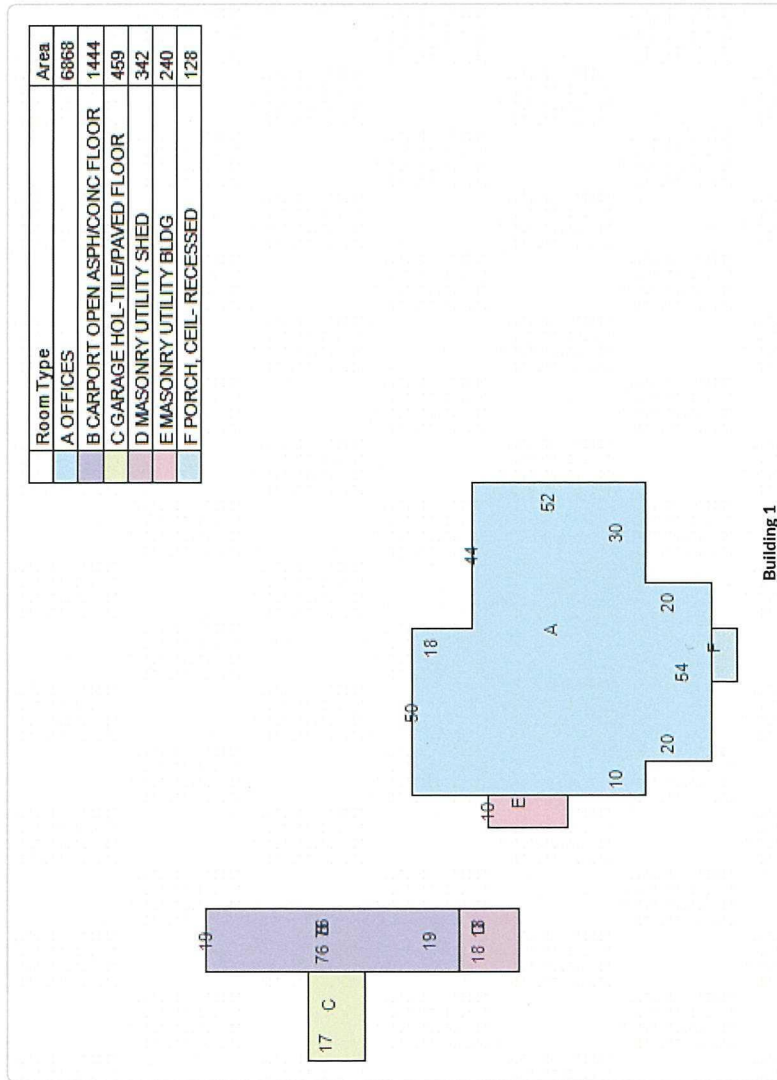 Room Type Area
A OFFICES 6868
B CARPORT OPEN ASPH/CONC FLOOR 1444
C GARAGE HOL-TILE/PAVED FLOOR 459
D MASONRY UTILITY SHED 342
E MASONRY UTILITY BLDG 240
F PORCH, CEIL- RECESSED 128
19
76
19
18
17 C
50
18
44
52
A
30
10 E
10
20
54
20
F
Building 1